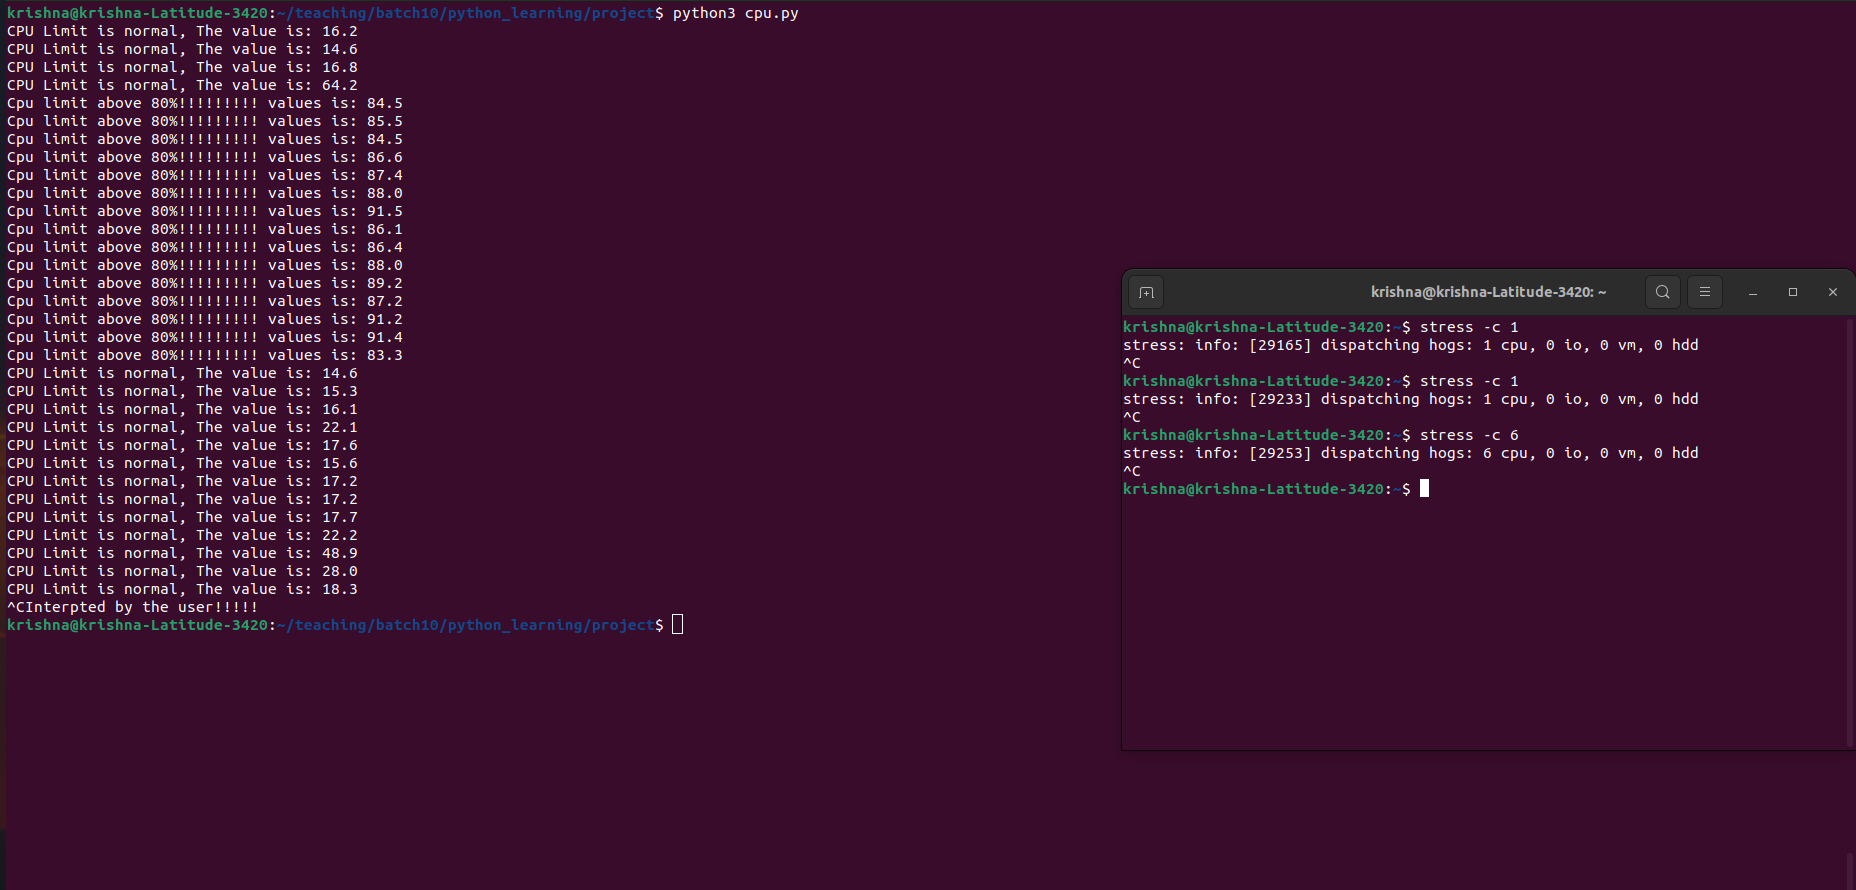 krishna@krishna-Latitude-3420:~/teaching/batch10/python_learning/project$ python3 cpu.py
CPU Limit is normal, The value is: 16.2
CPU Limit is normal, The value is: 14.6
CPU Limit is normal, The value is: 16.8
CPU Limit is normal, The value is: 64.2
Cpu limit above 80%!!!!!!!!! values is: 84.5
Cpu limit above 80%!!!!!!!!! values is: 85.5
Cpu limit above 80%!!!!!!!!! values is: 84.5
Cpu limit above 80%!!!!!!!!! values is: 86.6
Cpu limit above 80%!!!!!!!!! values is: 87.4
Cpu limit above 80%!!!!!!!!! values is: 88.0
Cpu limit above 80%!!!!!!!!! values is: 91.5
Cpu limit above 80%!!!!!!!!! values is: 86.1
Cpu limit above 80%!!!!!!!!! values is: 86.4
Cpu limit above 80%!!!!!!!!! values is: 88.0
Cpu limit above 80%!!!!!!!!! values is: 89.2
Cpu limit above 80%!!!!!!!!! values is: 87.2
Cpu limit above 80%!!!!!!!!! values is: 91.2
Cpu limit above 80%!!!!!!!!! values is: 91.4
Cpu limit above 80%!!!!!!!!! values is: 83.3
CPU Limit is normal, The value is: 14.6
CPU Limit is normal, The value is: 15.3
CPU Limit is normal, The value is: 16.1
CPU Limit is normal, The value is: 22.1
CPU Limit is normal, The value is: 17.6
CPU Limit is normal, The value is: 15.6
CPU Limit is normal, The value is: 17.2
CPU Limit is normal, The value is: 17.2
CPU Limit is normal, The value is: 17.7
CPU Limit is normal, The value is: 22.2
CPU Limit is normal, The value is: 48.9
CPU Limit is normal, The value is: 28.0
CPU Limit is normal, The value is: 18.3
^CInterpted by the user!!!!!
krishna@krishna-Latitude-3420:~/teaching/batch10/python_learning/project$
krishna@krishna-Latitude-3420: ~
krishna@krishna-Latitude-3420:~$ stress -c 1
stress: info: [29165] dispatching hogs: 1 cpu, 0 io, 0 vm, 0 hdd
^C
krishna@krishna-Latitude-3420:~$ stress -c 1
stress: info: [29233] dispatching hogs: 1 cpu, 0 io, 0 vm, 0 hdd
^C
krishna@krishna-Latitude-3420:~$ stress -c 6
stress: info: [29253] dispatching hogs: 6 cpu, 0 io, 0 vm, 0 hdd
^C
krishna@krishna-Latitude-3420:~$